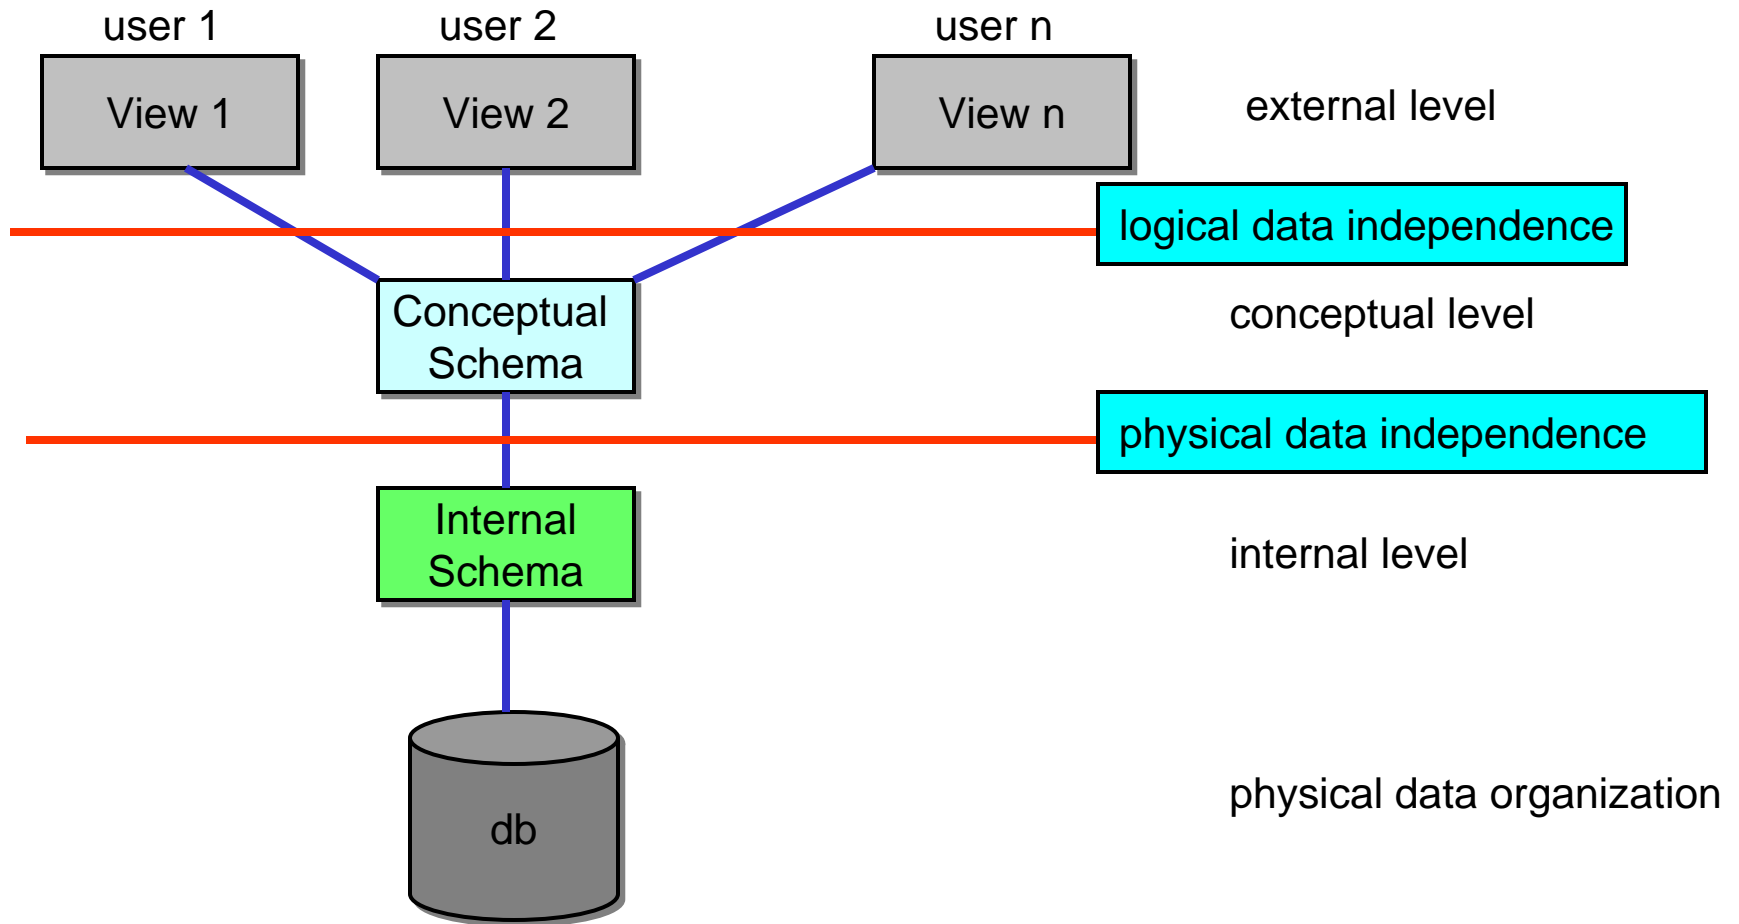 user 1
user 2
user n
View 1
View 2
View n
external level
logical data independence
Conceptual
Schema
conceptual level
physical data independence
Internal
Schema
internal level
physical data organization
db